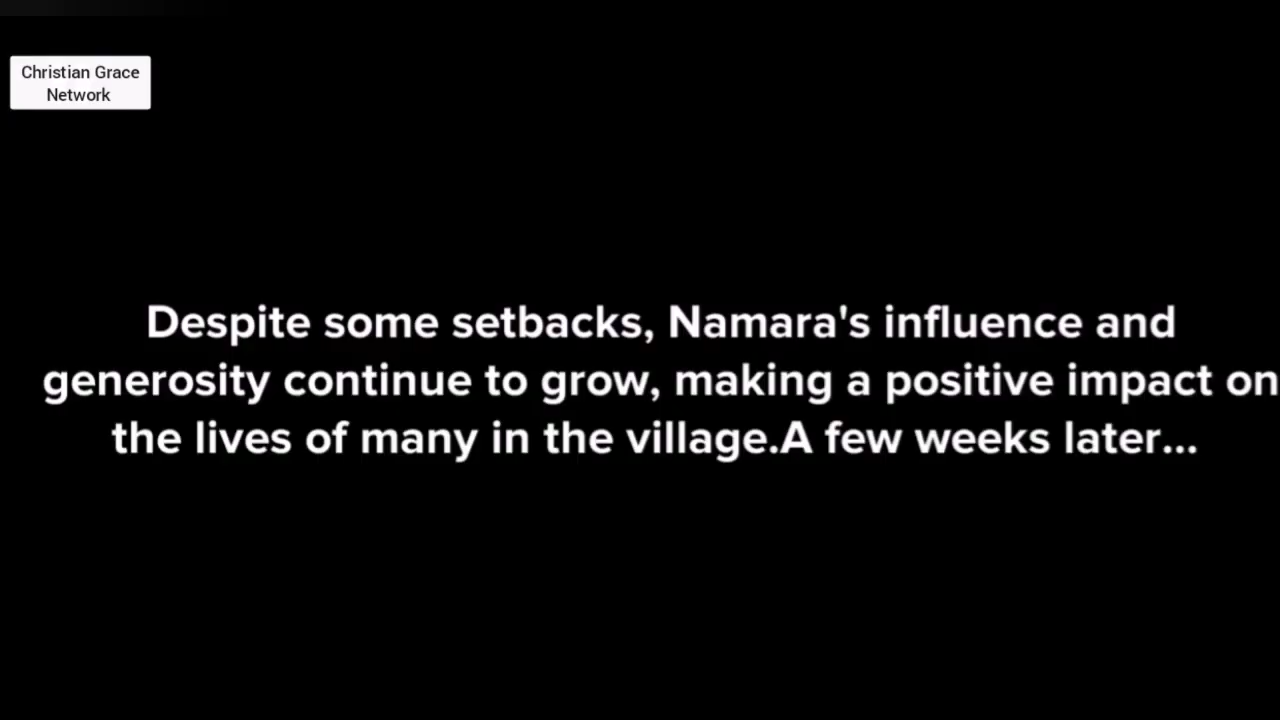 Christian Grace
Network
Despite some setbacks, Namara's influence and
generosity continue to grow, making a positive impact on
the lives of many in the village.A few weeks later...